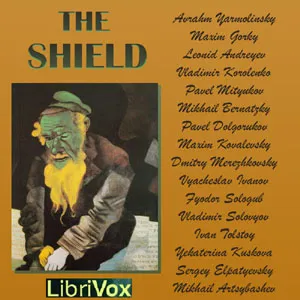 THE
SHIELD
Avrahm Yarmolinsky
Maxim Gorky
Leonid Andreyev
Vladimir Korolenko
Pavel Mityukov
Mikhail Bernatzky
Pavel Dolgorukov
Maxim Kovalevsky
Dmitry Merezhkovsky
Vyacheslav Ivanov
Fyodor Sologub
Vladimir Solovyov
Ivan Tolstoy
Yekaterina Kuskova
Sergey Elpatyevsky
Mikhail Artsybashev
LibriVox